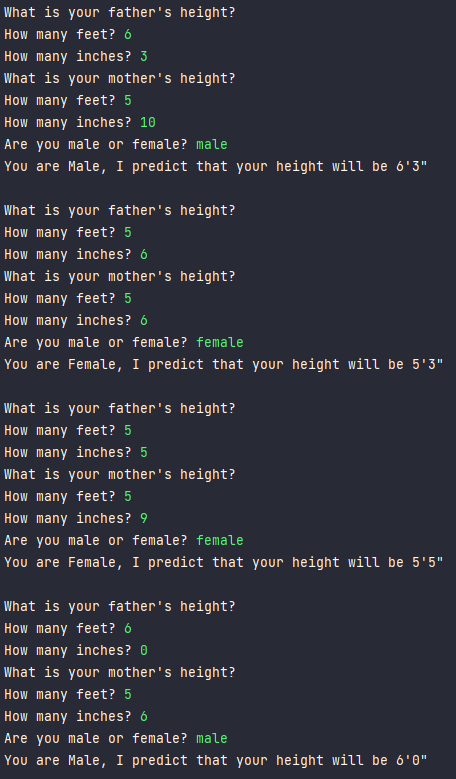 What is your father's height?
How many feet? 6
How many inches? 3
What is your mother's height?
How many feet? 5
How many inches? 10
Are you male or female? male
You are Male, I predict that your height will be 6'3"

What is your father's height?
How many feet? 5
How many inches? 6
What is your mother's height?
How many feet? 5
How many inches? 6
Are you male or female? female
You are Female, I predict that your height will be 5'3"

What is your father's height?
How many feet? 5
How many inches? 5
What is your mother's height?
How many feet? 5
How many inches? 9
Are you male or female? female
You are Female, I predict that your height will be 5'5"

What is your father's height?
How many feet? 6
How many inches? 0
What is your mother's height?
How many feet? 5
How many inches? 6
Are you male or female? male
You are Male, I predict that your height will be 6'0"